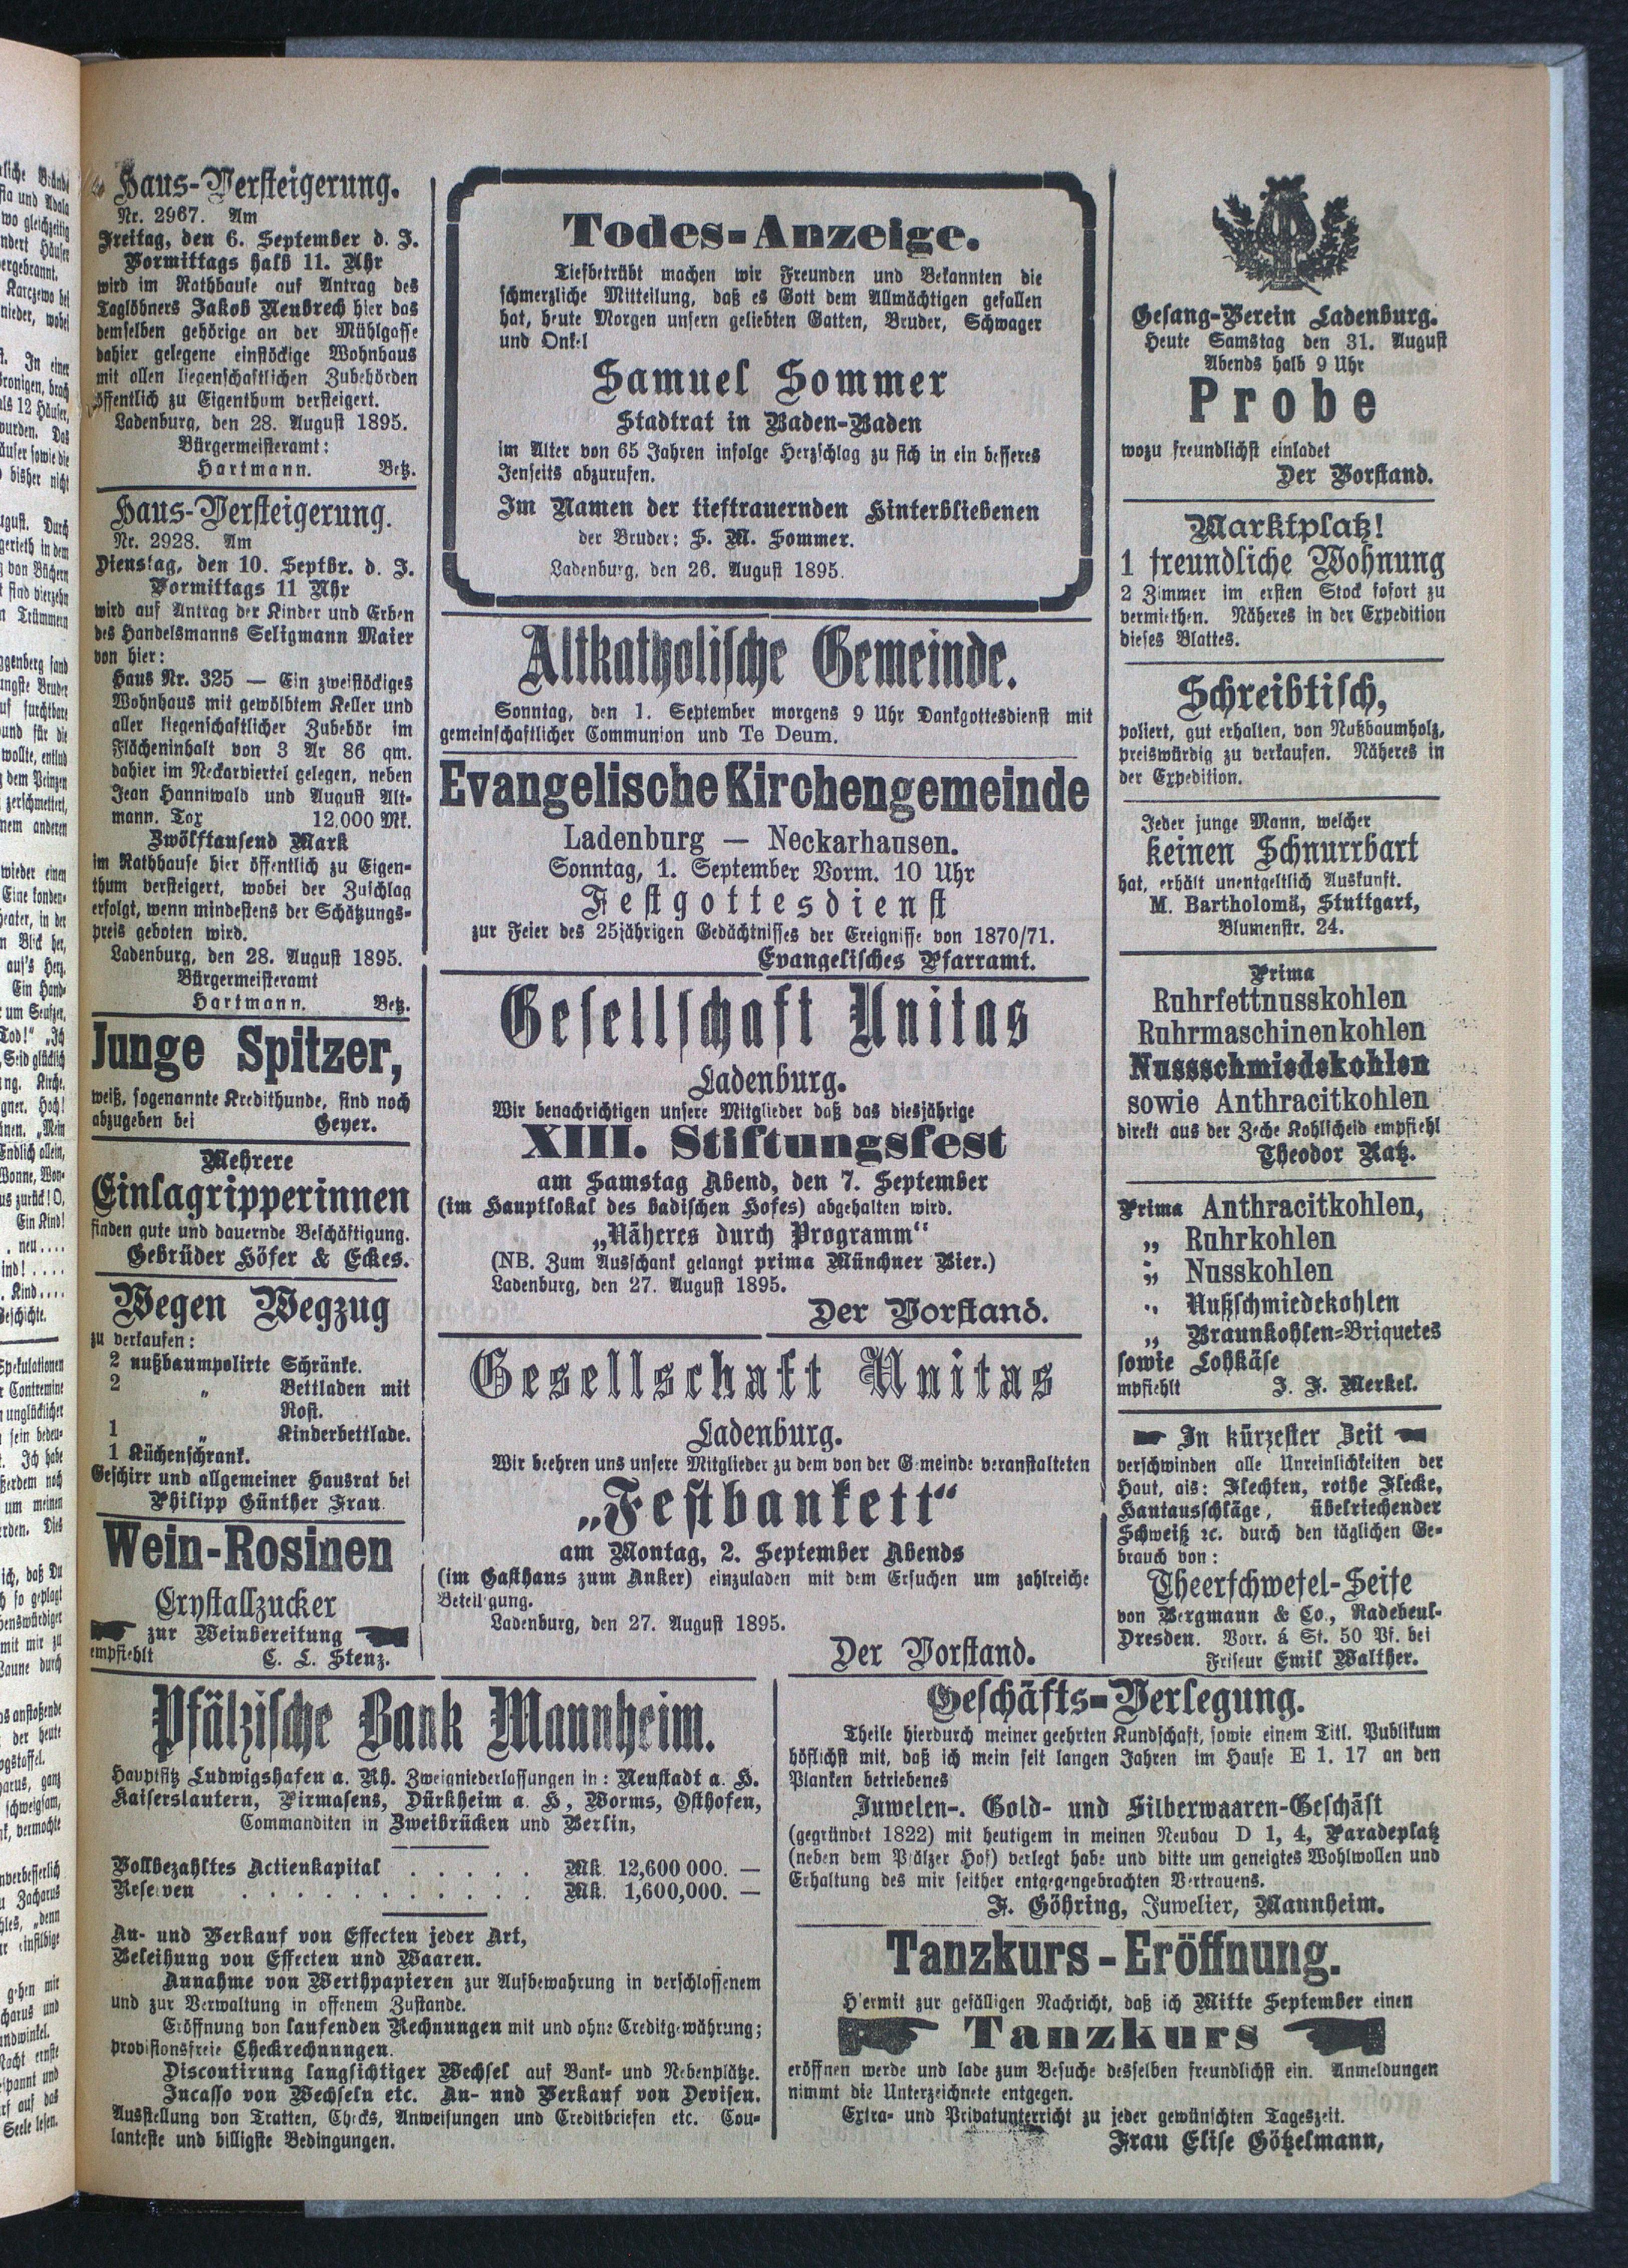 Haus-Versteigerung.
Nr. 2967. Am
Freitag, den 6. September d. J.
Vormittags halb 11. Uhr
wird im Rathhause auf Antrag des
Taglöhners Jakob Neubrech hier das
demselben gehörige an der Mühlgasse
dahier gelegene einstöckige Wohnhaus
mit allen liegenschaftlichen Zubehörden
öffentlich zu Eigenthum versteigert.
Ladenburg, den 28. August 1895.
Bürgermeisteramt:
Hartmann. Betz.
Haus-Versteigerung.
Nr. 2928. Am
Dienstag, den 10. Septbr. d. J.
Vormittags 11 Uhr
wird auf Antrag der Kinder und Erben
des Handelsmanns Seligmann Maier
von hier:
Haus Nr. 325 — Ein zweistöckiges
Wohnhaus mit gewölbtem Keller und
aller liegenschaftlicher Zubehör im
Flächeninhalt von 3 Ar 86 qm.
dahier im Neckarviertel gelegen, neben
Jean Hanniwald und August Alt-
mann. Tax 12,000 Mk.
Zwölftausend Mark
im Rathhause hier öffentlich zu Eigen-
thum versteigert, wobei der Zuschlag
erfolgt, wenn mindestens der Schätzungs-
preis geboten wird.
Ladenburg, den 28. August 1895.
Bürgermeisteramt
Hartmann. Betz.
Junge Spitzer,
weiß, sogenannte Kredithunde, sind noch
abzugeben bei Geyer.
Mehrere
Einlagripperinnen
finden gute und dauernde Beschäftigung.
Gebrüder Höfer & Eckes.
Wegen Wegzug
zu verkaufen:
2 nußbaumpolirte Schränke.
2 „ Bettladen mit
Rost.
1 „ Kinderbettlade.
1 Küchenschrank.
Geschirr und allgemeiner Hausrat bei
Philipp Günther Frau
Wein-Rosinen
Crystallzucker
zur Weinbereitung
empfiehlt C. L. Stenz.
Todes-Anzeige.
Tiefbetrübt machen wir Freunden und Bekannten die
schmerzliche Mitteilung, daß es Gott dem Allmächtigen gefallen
hat, heute Morgen unsern geliebten Gatten, Bruder, Schwager
und Onkel
Samuel Sommer
Stadtrat in Baden-Baden
im Alter von 65 Jahren infolge Herzschlag zu sich in ein besseres
Jenseits abzurufen.
Im Namen der tieftrauernden Hinterbliebenen
der Bruder: S. M. Sommer.
Ladenburg, den 26. August 1895.
Altkatholische Gemeinde.
Sonntag, den 1. September morgens 9 Uhr Dankgottesdienst mit
gemeinschaftlicher Communion und Te Deum.
Evangelische Kirchengemeinde
Ladenburg — Neckarhausen.
Sonntag, 1. September Vorm. 10 Uhr
Festgottesdienst
zur Feier des 25jährigen Gedächtnisses der Ereignisse von 1870/71.
Evangelisches Pfarramt.
Gesellschaft Unitas
Ladenburg.
Wir benachrichtigen unsere Mitglieder daß das diesjährige
XIII. Stiftungsfest
am Samstag Abend, den 7. September
(im Hauptlokal des badischen Hofes) abgehalten wird.
„Näheres durch Programm“
(NB. Zum Ausschank gelangt prima Münchner Bier.)
Ladenburg, den 27. August 1895.
Der Vorstand.
Gesellschaft Unitas
Ladenburg.
Wir beehren uns unsere Mitglieder zu dem von der Gemeinde veranstalteten
„Festbankett“
am Montag, 2. September Abends
(im Gasthaus zum Anker) einzuladen mit dem Ersuchen um zahlreiche
Beteiligung.
Ladenburg, den 27. August 1895.
Der Vorstand.
Gesang-Verein Ladenburg.
Heute Samstag den 31. August
Abends halb 9 Uhr
Probe
wozu freundlichst einladet
Der Vorstand.
Marktplatz!
1 freundliche Wohnung
2 Zimmer im ersten Stock sofort zu
vermiethen. Näheres in der Expedition
dieses Blattes.
Schreibtisch,
poliert, gut erhalten, von Nußbaumholz,
preiswürdig zu verkaufen. Näheres in
der Expedition.
Jeder junge Mann, welcher
keinen Schnurrbart
hat, erhält unentgeltlich Auskunft.
M. Bartholomä, Stuttgart,
Blumenstr. 24.
Prima
Ruhrfettnusskohlen
Ruhrmaschinenkohlen
Nussschmiedekohlen
sowie Anthracitkohlen
direkt aus der Zeche Kohlscheid empfiehl
Theodor Katz.
Prima Anthracitkohlen,
„ Ruhrkohlen
„ Nusskohlen
„ Nußschmiedekohlen
„ Braunkohlen-Briquetes
sowie Lohkäse
mpfiehlt J. F. Merkel.
In kürzester Zeit
verschwinden alle Unreinlichkeiten der
Haut, als: Flechten, rothe Flecke,
Hautausschläge, übelriechender
Schweiß ꝛc. durch den täglichen Ge-
brauch von:
Theerschwefel-Seife
von Bergmann & Co., Radebeul-
Dresden. Vorr. á St. 50 Pf. bei
Friseur Emil Walther.
Pfälzische Bank Mannheim.
Hauptsitz Ludwigshafen a. Rh. Zweigniederlassungen in: Neustadt a. H.
Kaiserslautern, Pirmasens, Dürkheim a. H, Worms, Osthofen,
Commanditen in Zweibrücken und Berlin,
Vollbezahltes Actienkapital . . . . . Mk. 12,600 000. —
Reserven . . . . . . . . . . Mk. 1,600,000. —
An- und Verkauf von Effecten jeder Art,
Beleihung von Effecten und Waaren.
Annahme von Werthpapieren zur Aufbewahrung in verschlossenem
und zur Verwaltung in offenem Zustande.
Eröffnung von laufenden Rechnungen mit und ohne Creditgewährung;
provisionsfreie Checkrechnungen.
Discontirung langsichtiger Wechsel auf Bank- und Nebenplätze.
Incasso von Wechseln etc. An- und Verkauf von Devisen.
Ausstellung von Tratten, Checks, Anweisungen und Creditbriefen etc. Cou-
lanteste und billigste Bedingungen.
Geschäfts-Verlegung.
Theile hierdurch meiner geehrten Kundschaft, sowie einem Titl. Publikum
höflichst mit, daß ich mein seit langen Jahren im Hause E 1. 17 an den
Planken betriebenes
Juwelen-. Gold- und Silberwaaren-Geschäft
(gegründet 1822) mit heutigem in meinen Neubau D 1, 4, Paradeplatz
(neben dem Pfälzer Hof) verlegt habe und bitte um geneigtes Wohlwollen und
Erhaltung des mir seither entgegengebrachten Vertrauens.
F. Göhring, Juwelier, Mannheim.
Tanzkurs-Eröffnung.
Hiermit zur gefälligen Nachricht, daß ich Mitte September einen
Tanzkurs
eröffnen werde und lade zum Besuche desselben freundlichst ein. Anmeldungen
nimmt die Unterzeichnete entgegen.
Extra- und Privatunterricht zu jeder gewünschten Tageszeit.
Frau Elise Götzelmann,